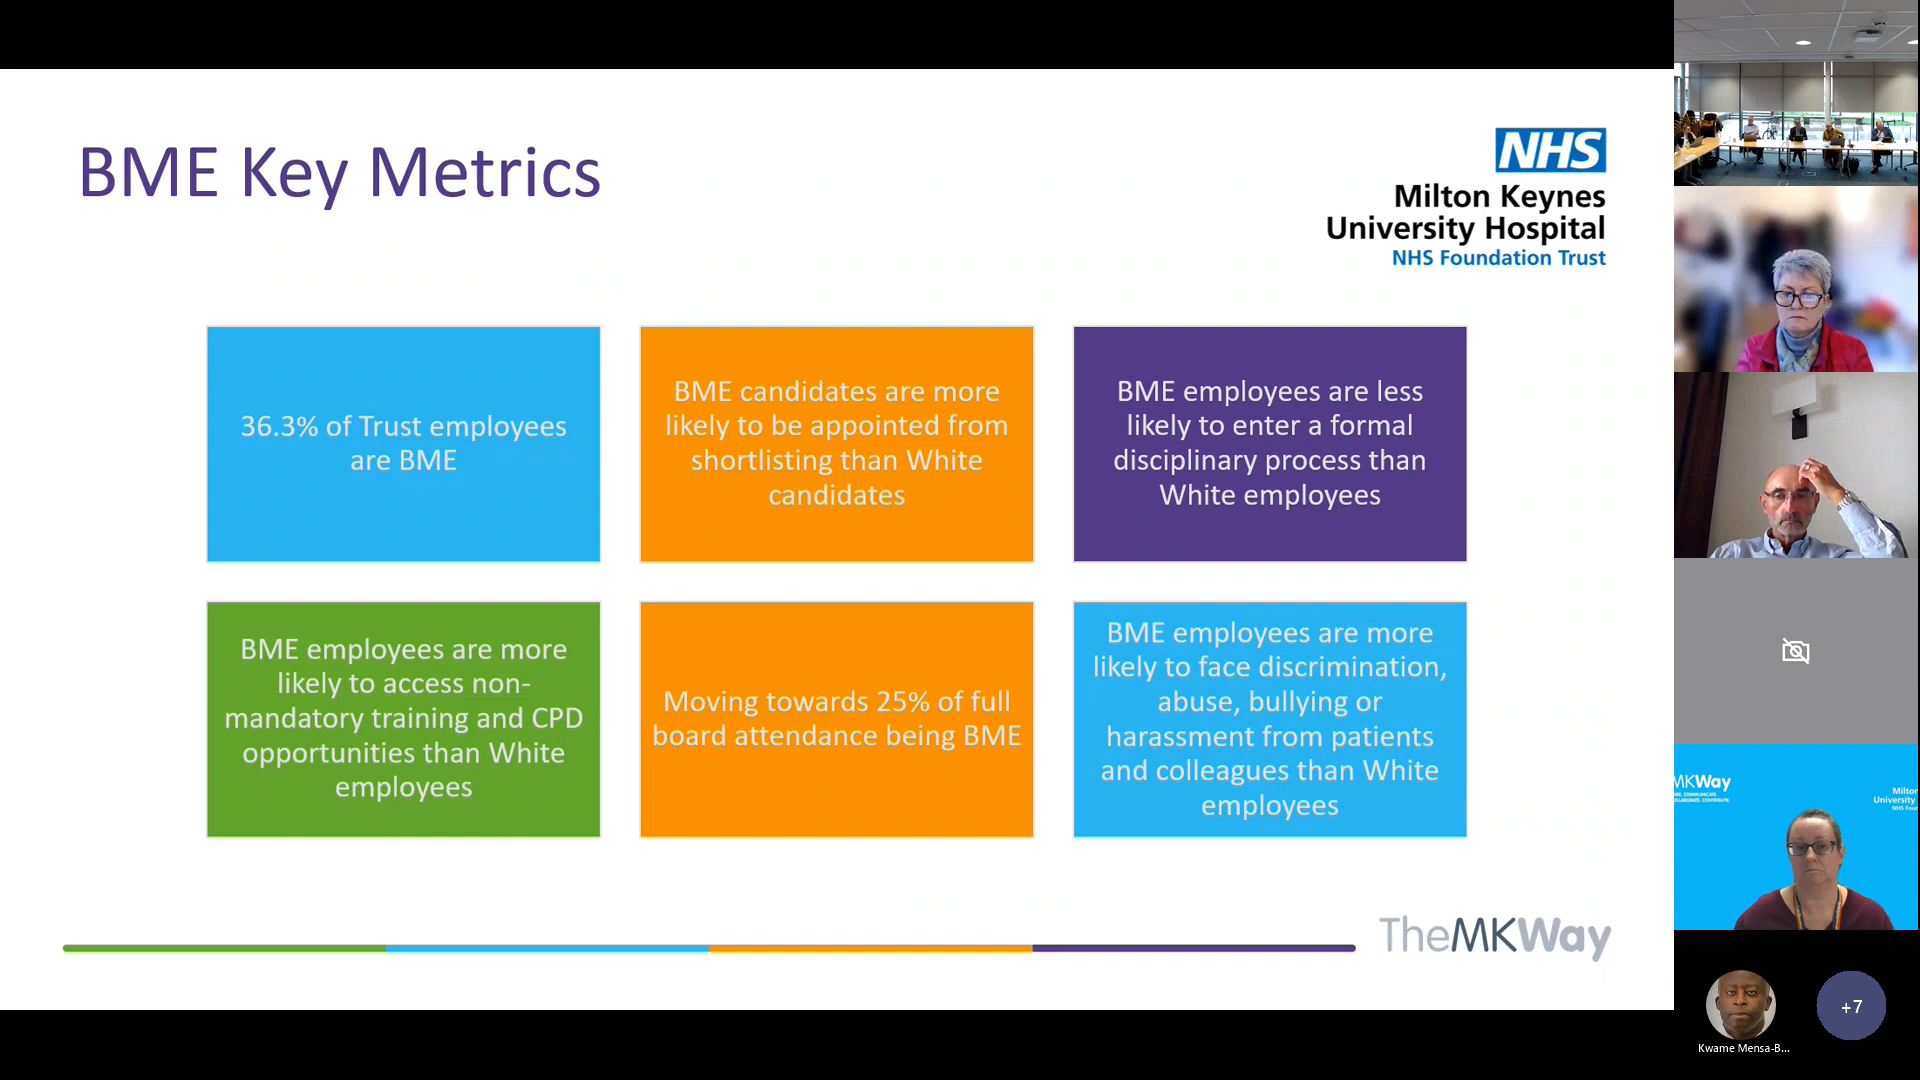 BME Key Metrics
NHS
Milton Keynes
University Hospital
NHS Foundation Trust
36.3% of Trust employees
are BME
BME candidates are more
likely to be appointed from
shortlisting than White
candidates
BME employees are less
likely to enter a formal
disciplinary process than
White employees
BME employees are more
likely to access non-
mandatory training and CPD
opportunities than White
employees
Moving towards 25% of full
board attendance being BME
BME employees are more
likely to face discrimination,
abuse, bullying or
harassment from patients
and colleagues than White
employees
TheMKWay
MKWay
Milton
University
Kwame Mensa-B...
+7